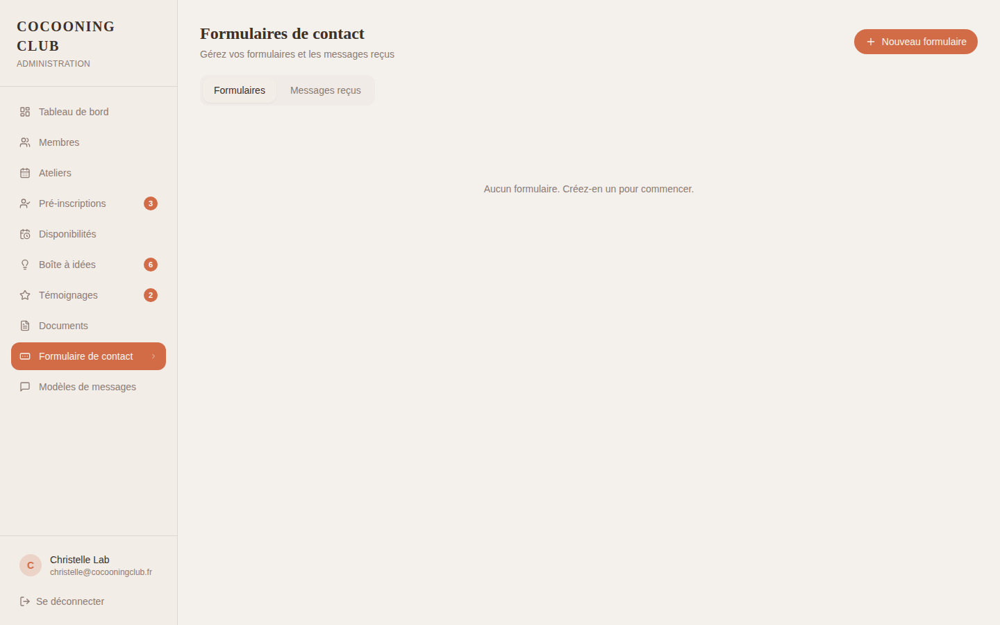 COCOONING
CLUB
ADMINISTRATION
Tableau de bord
Membres
Ateliers
Pré-inscriptions 3
Disponibilités
Boîte à idées 6
Témoignages 2
Documents
Formulaire de contact
Modèles de messages
C
Christelle Lab
christelle@cocooningclub.fr
Se déconnecter
Formulaires de contact
Gérez vos formulaires et les messages reçus
Nouveau formulaire
Formulaires Messages reçus
Aucun formulaire. Créez-en un pour commencer.